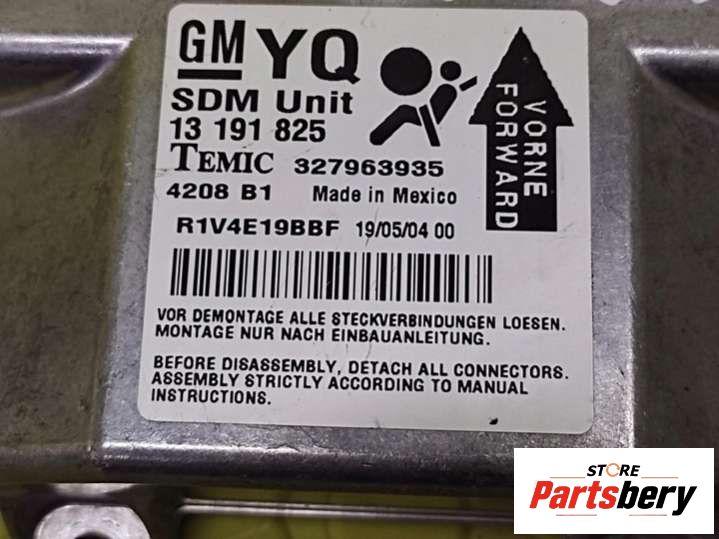 GM YQ
SDM Unit
13 191 825
TEMIC 327963935
4208 B1 Made in Mexico
R1V4E19BBF 19/05/04 00
VORNE
FORWARD
VOR DEMONTAGE ALLE STECKVERBINDUNGEN LOESEN.
MONTAGE NUR NACH EINBAUANLEITUNG.
BEFORE DISASSEMBLY, DETACH ALL CONNECTORS.
ASSEMBLY STRICTLY ACCORDING TO MANUAL
INSTRUCTIONS.
STORE
Partsbery